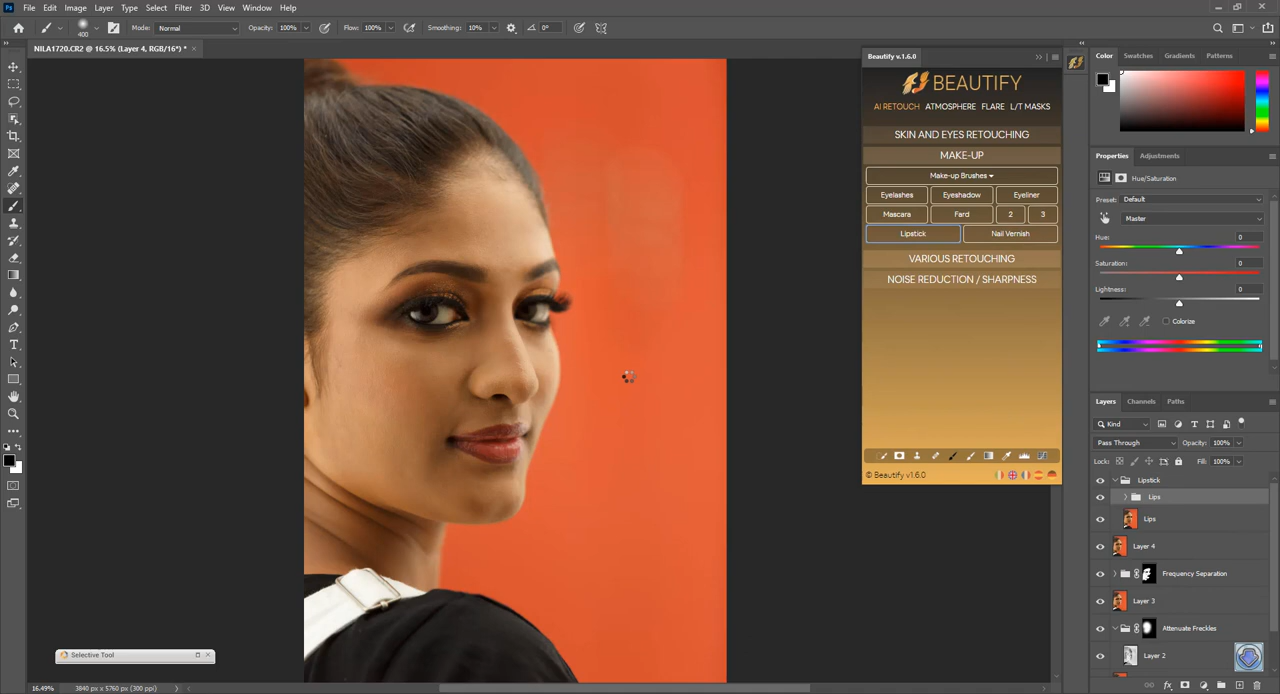 File Edit Image Layer Type Select Filter 3D View Window Help
400 Mode: Normal Opacity: 100% Flow: 100% Smoothing: 10% 0°
NILA1720.CR2 @ 16.5% (Layer 4, RGB/16*) * ×
Beautify v.1.6.0
BEAUTIFY
AI RETOUCH ATMOSPHERE FLARE L/T MASKS
SKIN AND EYES RETOUCHING
MAKE-UP
Make-up Brushes
Eyelashes Eyeshadow Eyeliner
Mascara Fard 2 3
Lipstick Nail Vernish
VARIOUS RETOUCHING
NOISE REDUCTION / SHARPNESS
© Beautify v1.6.0
Color Swatches Gradients Patterns
Properties Adjustments
Hue/Saturation
Preset: Default
Master
Hue: 0
Saturation: 0
Lightness: 0
Colorize
Layers Channels Paths
Kind
Pass Through Opacity: 100%
Lock: Fill: 100%
Lipstick
Lips
Lips
Layer 4
Frequency Separation
Layer 3
Attenuate Freckles
Layer 2
Selective Tool
16.49% 3840 px x 5760 px (300 ppi)